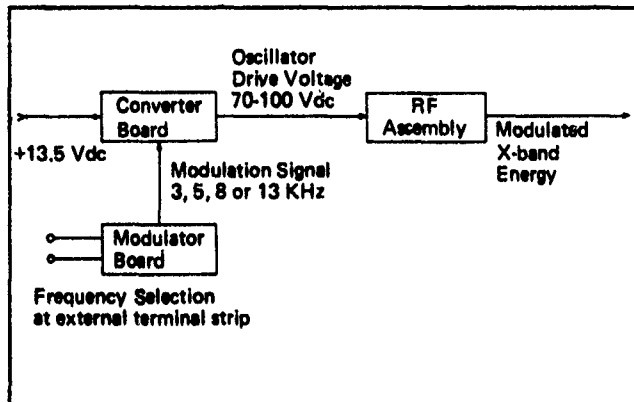 Oscillator
Drive Voltage
70-100 Vdc
Converter
Board
RF
Assembly
+13.5 Vdc
Modulated
X-band
Energy
Modulation Signal
3, 5, 8 or 13 KHz
Modulator
Board
Frequency Selection
at external terminal strip